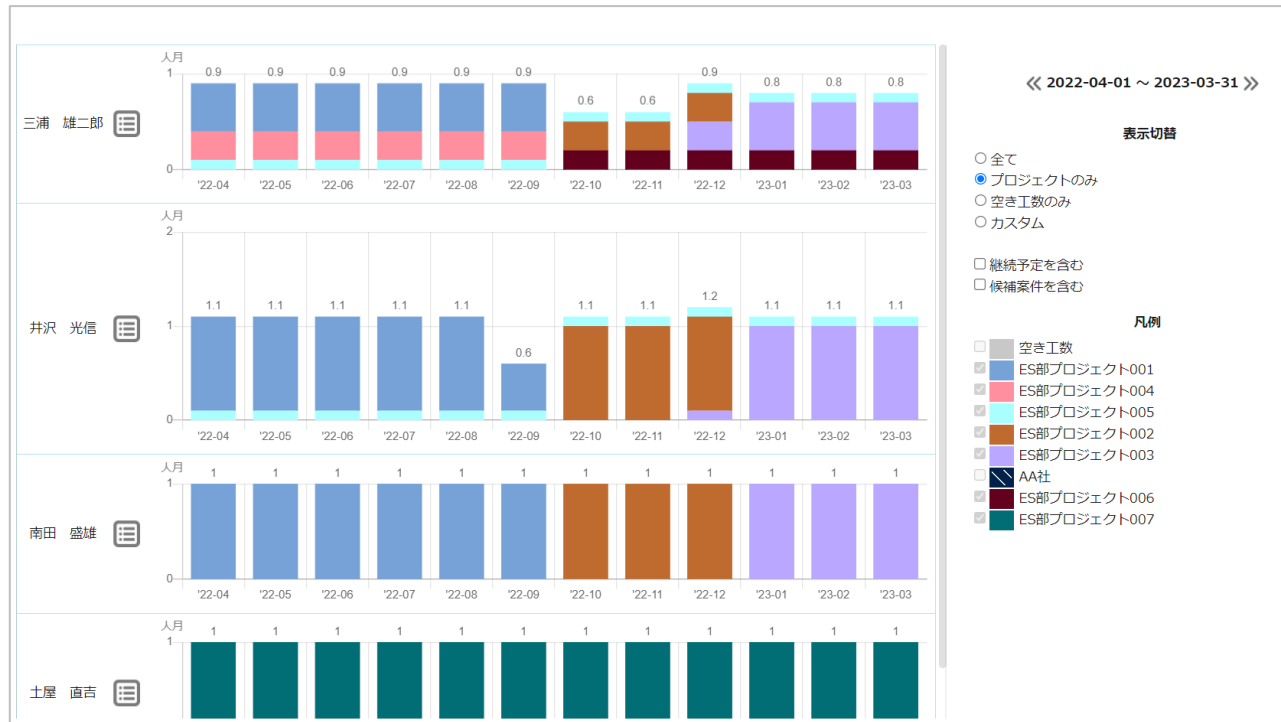 人月
1
0.9 0.9 0.9 0.9 0.9 0.9 0.6 0.6 0.9 0.8 0.8 0.8
三浦 雄二郎
0
'22-04 '22-05 '22-06 '22-07 '22-08 '22-09 '22-10 '22-11 '22-12 '23-01 '23-02 '23-03
人月
2
1.1 1.1 1.1 1.1 1.1 0.6 1.1 1.1 1.2 1.1 1.1 1.1
1
井沢 光信
0
'22-04 '22-05 '22-06 '22-07 '22-08 '22-09 '22-10 '22-11 '22-12 '23-01 '23-02 '23-03
人月
1 1 1 1 1 1 1 1 1 1 1 1
1
南田 盛雄
0
'22-04 '22-05 '22-06 '22-07 '22-08 '22-09 '22-10 '22-11 '22-12 '23-01 '23-02 '23-03
人月
1 1 1 1 1 1 1 1 1 1 1 1
1
土屋 直吉
2022-04-01 ～ 2023-03-31
表示切替
全て
プロジェクトのみ
空き工数のみ
カスタム
継続予定を含む
候補案件を含む
凡例
空き工数
ES部プロジェクト001
ES部プロジェクト004
ES部プロジェクト005
ES部プロジェクト002
ES部プロジェクト003
AA社
ES部プロジェクト006
ES部プロジェクト007